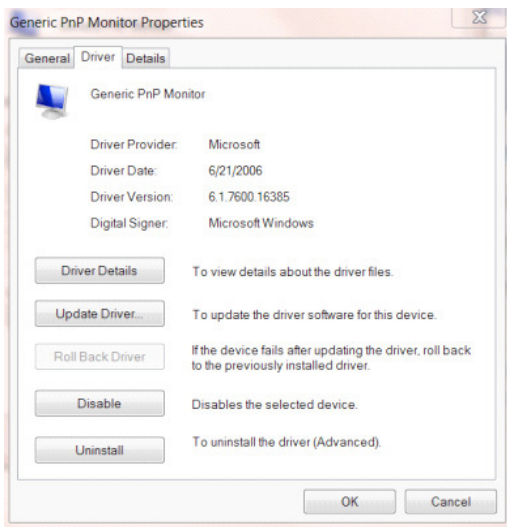 Generic PnP Monitor Properties
General Driver Details
Generic PnP Monitor
Driver Provider: Microsoft
Driver Date: 6/21/2006
Driver Version: 6.1.7600.16385
Digital Signer: Microsoft Windows
Driver Details To view details about the driver files.
Update Driver... To update the driver software for this device.
Roll Back Driver If the device fails after updating the driver, roll back
to the previously installed driver.
Disable Disables the selected device.
Uninstall To uninstall the driver (Advanced).
OK Cancel